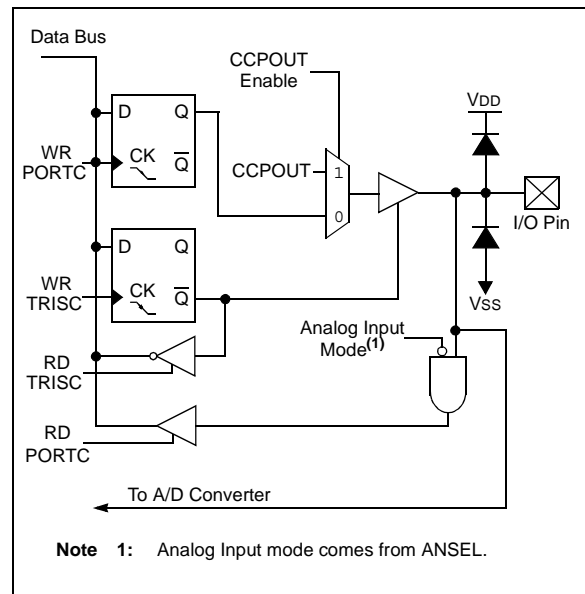 Data Bus
CCPOUT
Enable
VDD
D Q
WR
PORTC
CK
Q
CCPOUT
1
0
I/O Pin
D Q
WR
TRISC
CK
Q
VSS
Analog Input
Mode(1)
RD
TRISC
RD
PORTC
To A/D Converter
Note 1: Analog Input mode comes from ANSEL.